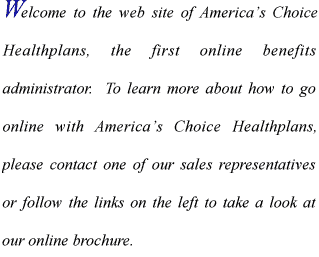 Welcome to the web site of America's Choice
Healthplans, the first online benefits
administrator. To learn more about how to go
online with America's Choice Healthplans,
please contact one of our sales representatives
or follow the links on the left to take a look at
our online brochure.